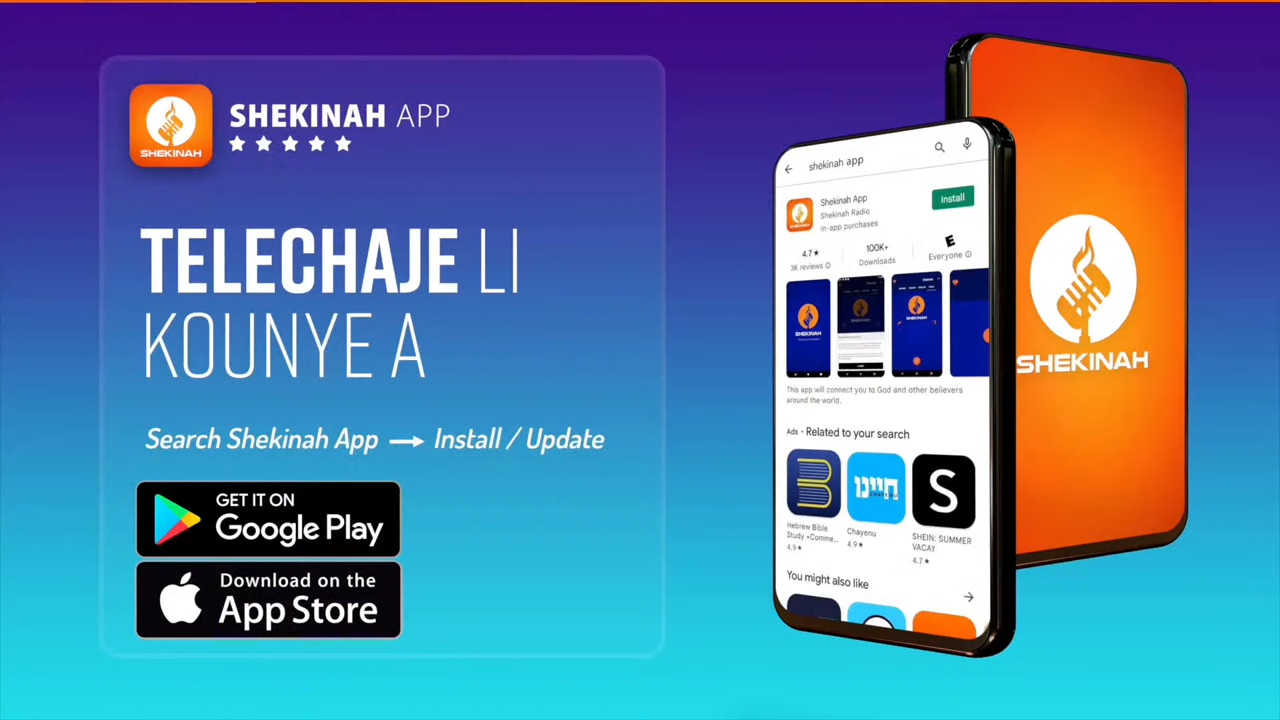 SHEKINAH
SHEKINAH APP
TELECHAJE LI
KOUNYE A
Search Shekinah App → Install / Update
GET IT ON
Google Play
Download on the
App Store
shekinah app
Shekinah App
Shekinah Radio
In-app purchases
Install
4.7★
3K reviews
100K+
Downloads
E
Everyone
This app will connect you to God and other believers
around the world.
Ads • Related to your search
חיינו
CHAYENU
S
Hebrew Bible
Study +Comme...
4.9★
Chayenu
4.9★
SHEIN: SUMMER
VACAY
4.7★
You might also like
SHEKINAH